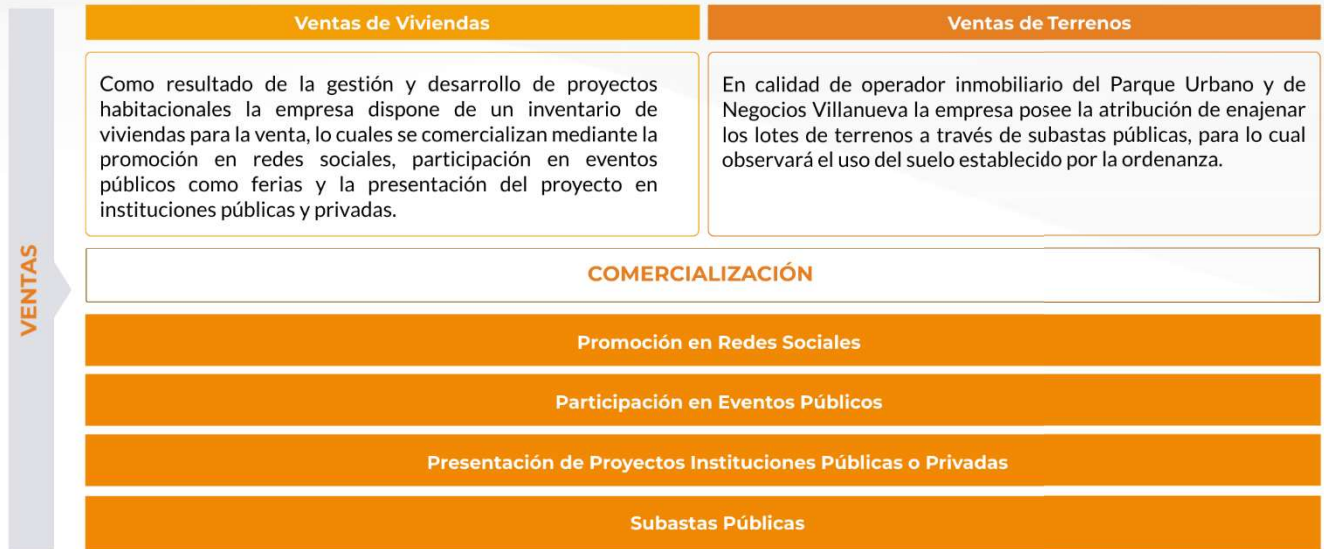 VENTAS
Ventas de Viviendas
Como resultado de la gestión y desarrollo de proyectos
habitacionales la empresa dispone de un inventario de
viviendas para la venta, lo cuales se comercializan mediante la
promoción en redes sociales, participación en eventos
públicos como ferias y la presentación del proyecto en
instituciones públicas y privadas.
Ventas de Terrenos
En calidad de operador inmobiliario del Parque Urbano y de
Negocios Villanueva la empresa posee la atribución de enajenar
los lotes de terrenos a través de subastas públicas, para lo cual
observará el uso del suelo establecido por la ordenanza.
COMERCIALIZACIÓN
Promoción en Redes Sociales
Participación en Eventos Públicos
Presentación de Proyectos Instituciones Públicas o Privadas
Subastas Públicas